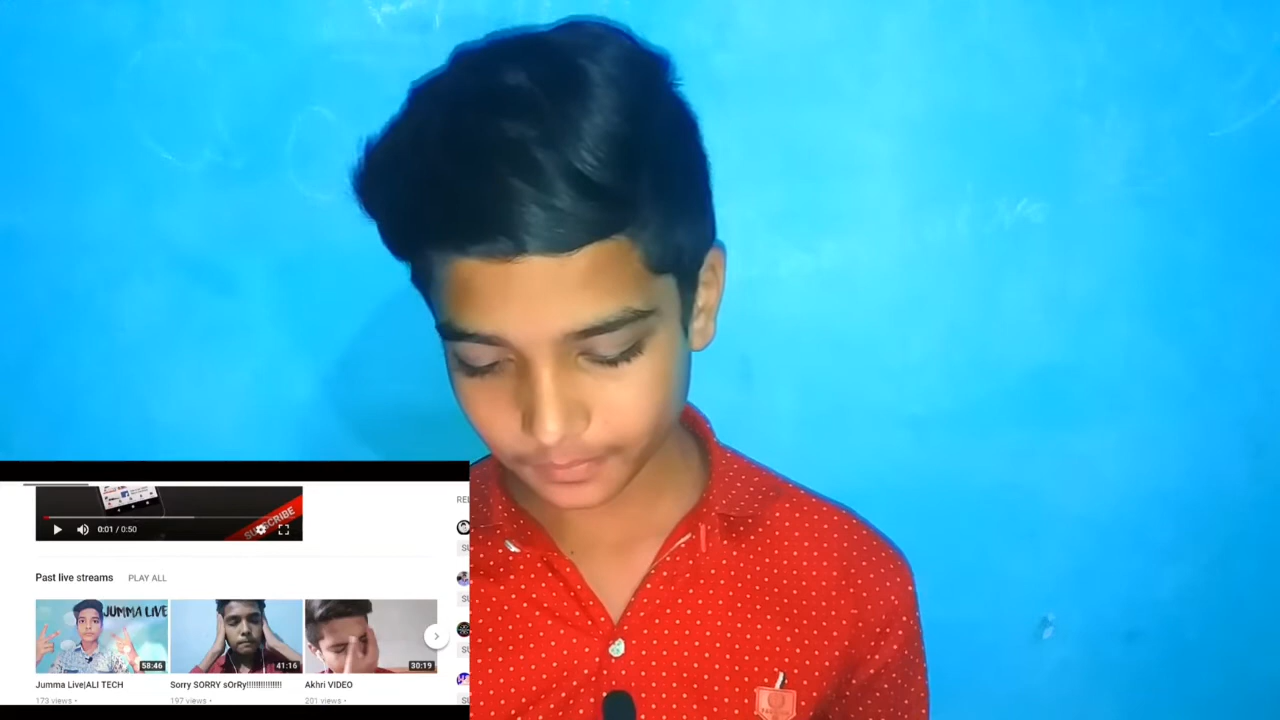 SUBSCRIBE
0:01 / 0:50
Past live streams PLAY ALL
JUMMA LIVE
58:46
41:16
30:19
Jumma Live|ALI TECH
Sorry SORRY sOrRy!!!!!!!!!!!!!!!
Akhri VIDEO
173 views •
197 views •
201 views •